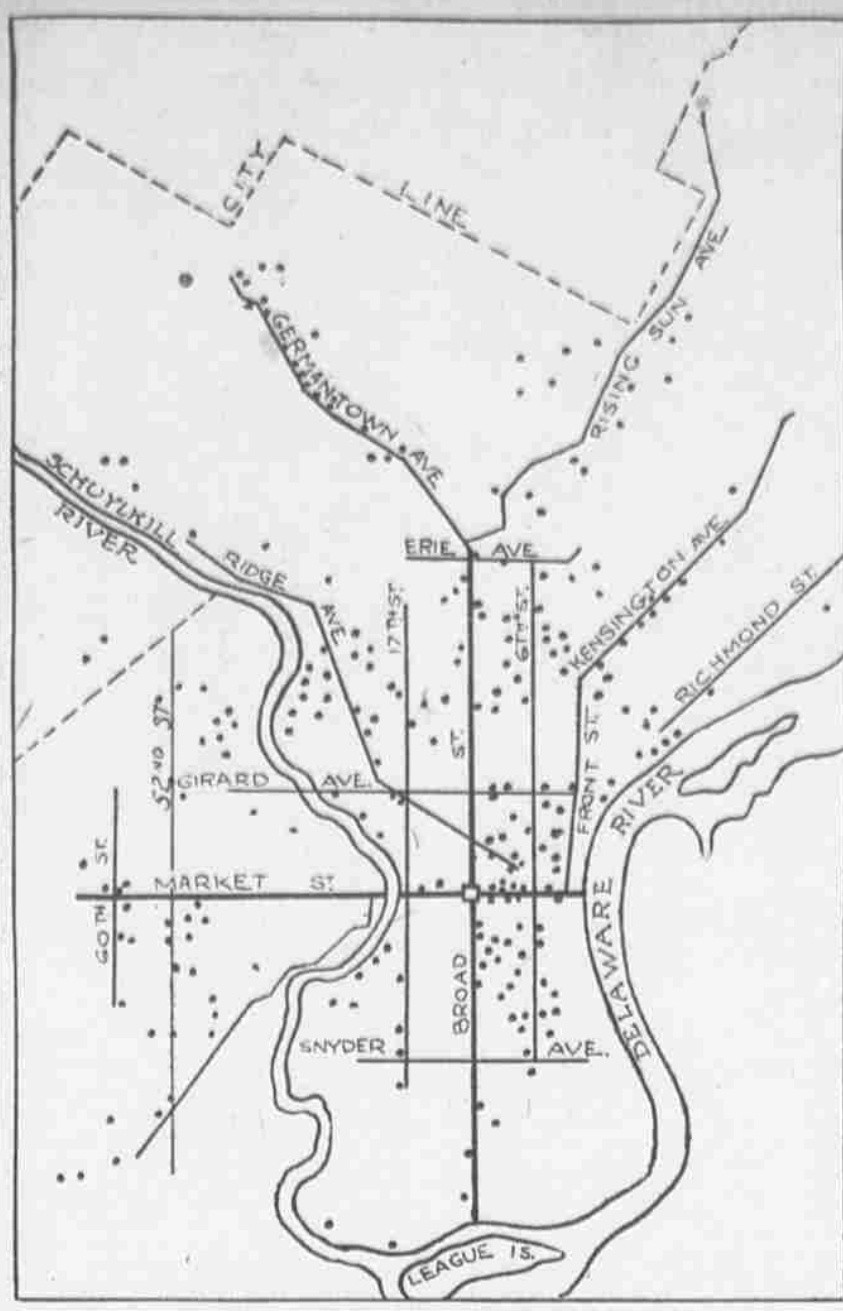 CITY
LINE
RISING SUN AVE.
GERMANTOWN AVE
SCHUYLKILL
RIVER
ERIE AVE
RIDGE AVE
17TH ST.
6TH ST.
KENSINGTON AVE.
RICHMOND ST.
52ND ST.
ST.
FRONT ST.
GIRARD AVE.
DELAWARE RIVER
60TH ST.
MARKET ST.
BROAD
SNYDER AVE.
LEAGUE IS.